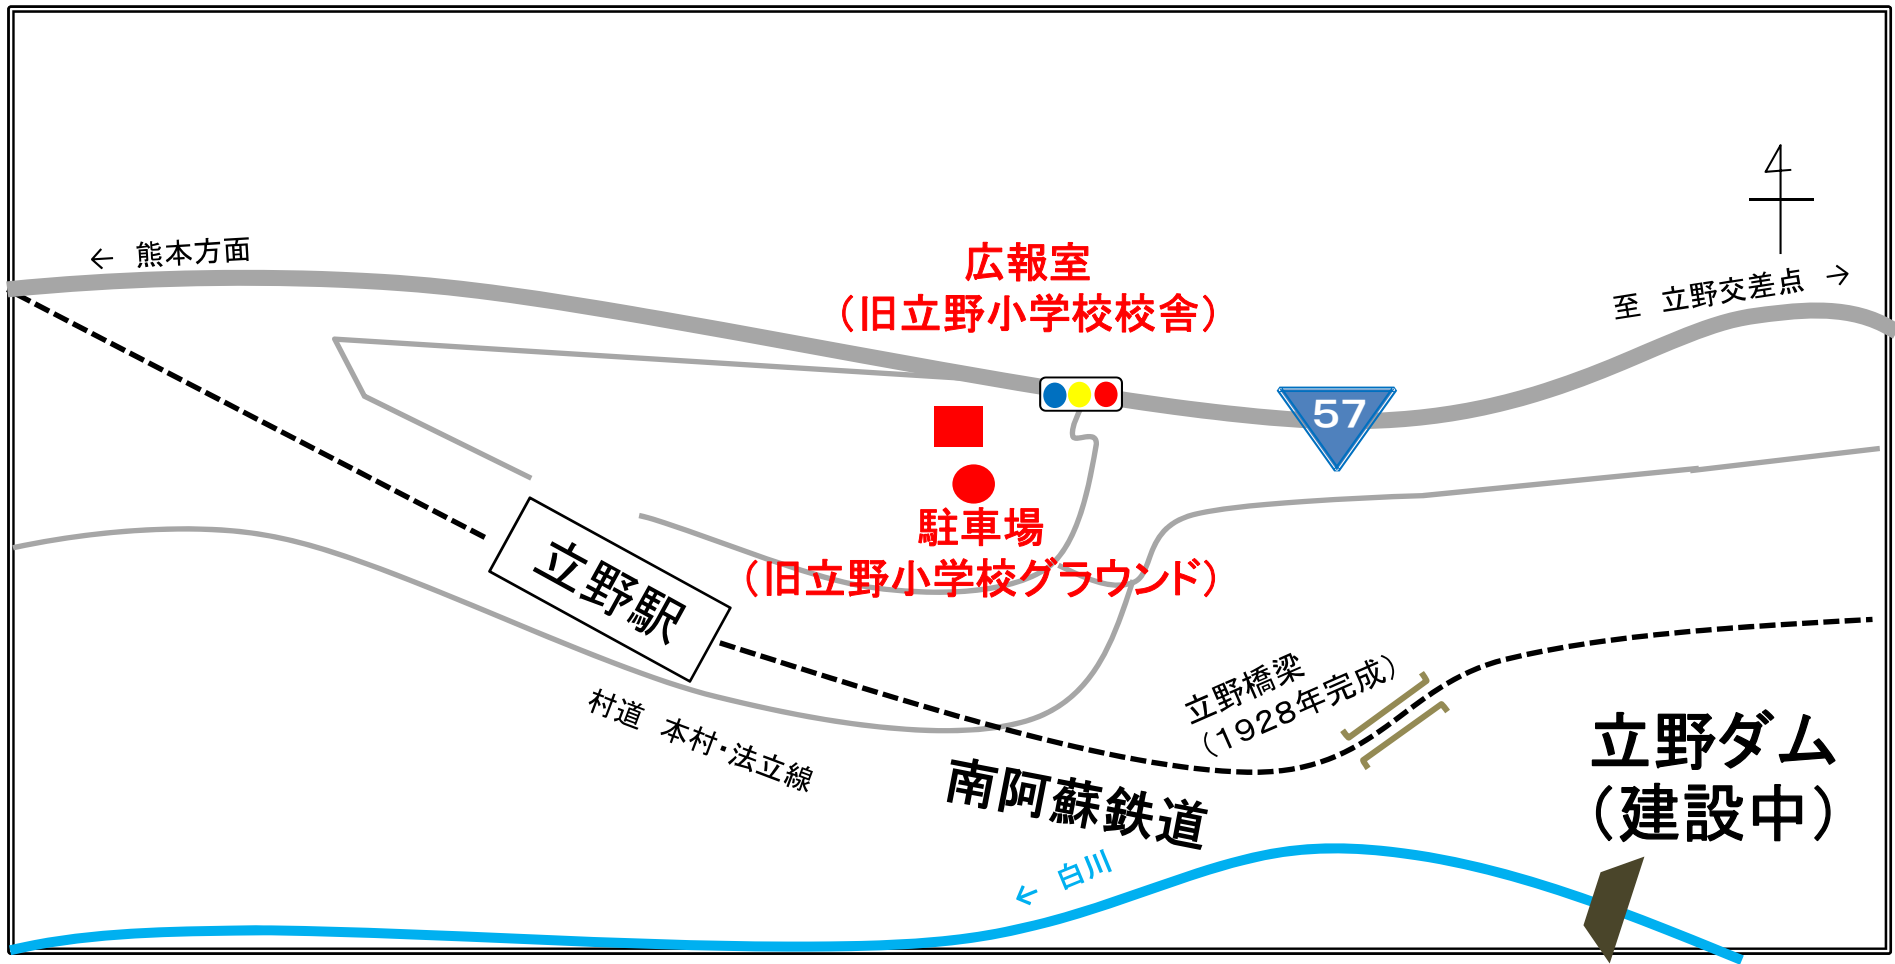 ← 熊本方面
広報室
（旧立野小学校校舎）
至 立野交差点 →
57
駐車場
（旧立野小学校グラウンド）
立野駅
村道 本村・法立線
立野橋梁
（1928年完成）
南阿蘇鉄道
立野ダム
（建設中）
← 白川